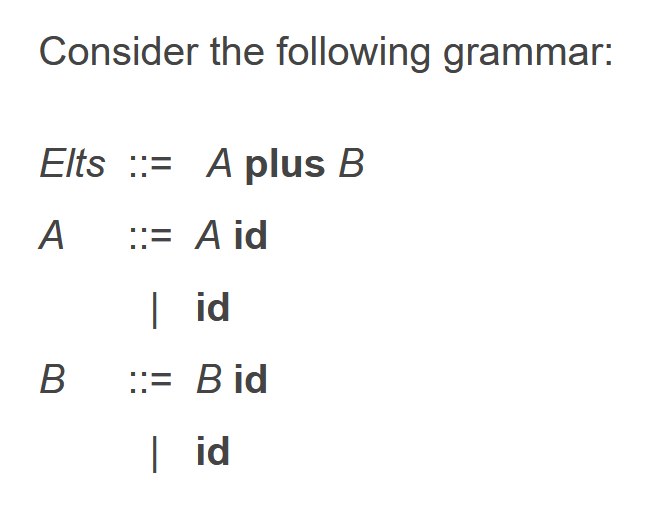 Consider the following grammar:
Elts ::= A plus B
A ::= A id
| id
B ::= B id
| id